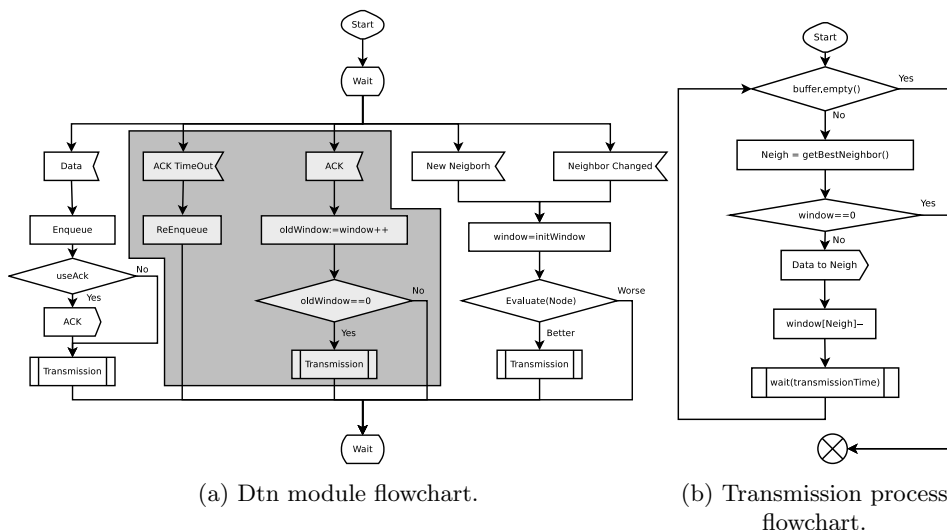 Start
Wait
Data
ACK TimeOut
ACK
New Neigborh
Neighbor Changed
Enqueue
ReEnqueue
oldWindow:=window++
window=initWindow
useAck
No
Yes
oldWindow==0
No
Yes
Evaluate(Node)
Worse
Better
ACK
Transmission
Transmission
Transmission
Wait
(a) Dtn module flowchart.
Start
buffer,empty()
Yes
No
Neigh = getBestNeighbor()
window==0
Yes
No
Data to Neigh
window[Neigh]−
wait(transmissionTime)
(b) Transmission process
flowchart.